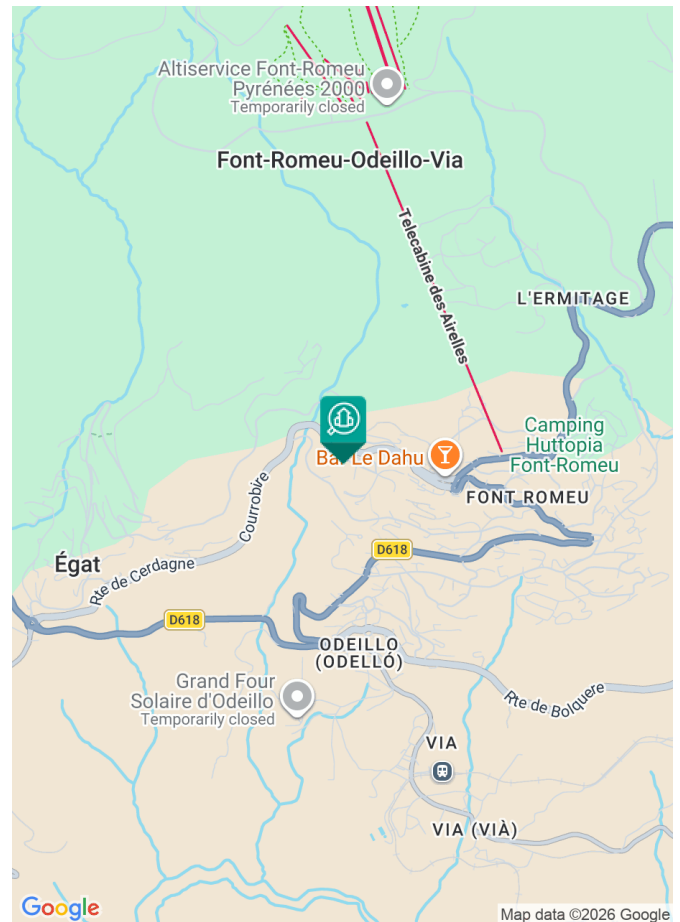 Altiservice Font-Romeu
Pyrénées 2000
Temporarily closed
Font-Romeu-Odeillo-Via
Telecabine des Airelles
L'ERMITAGE
Camping
Huttopia
Font-Romeu
Le Dahu
FONT ROMEU
Courrobire
D618
Égat
Rte de Cerdagne
D618
ODEILLO
(ODELLÓ)
Grand Four
Solaire d'Odeillo
Temporarily closed
Rte de Bolquere
VIA
VIA (VIÀ)
Google
Map data ©2026 Google